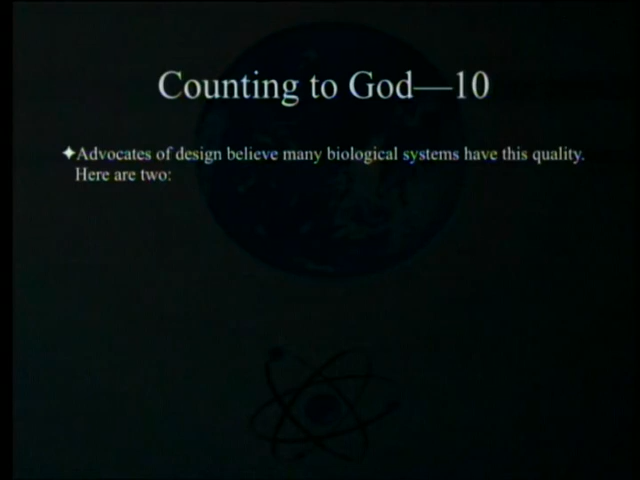 Counting to God—10
✦Advocates of design believe many biological systems have this quality.
Here are two: